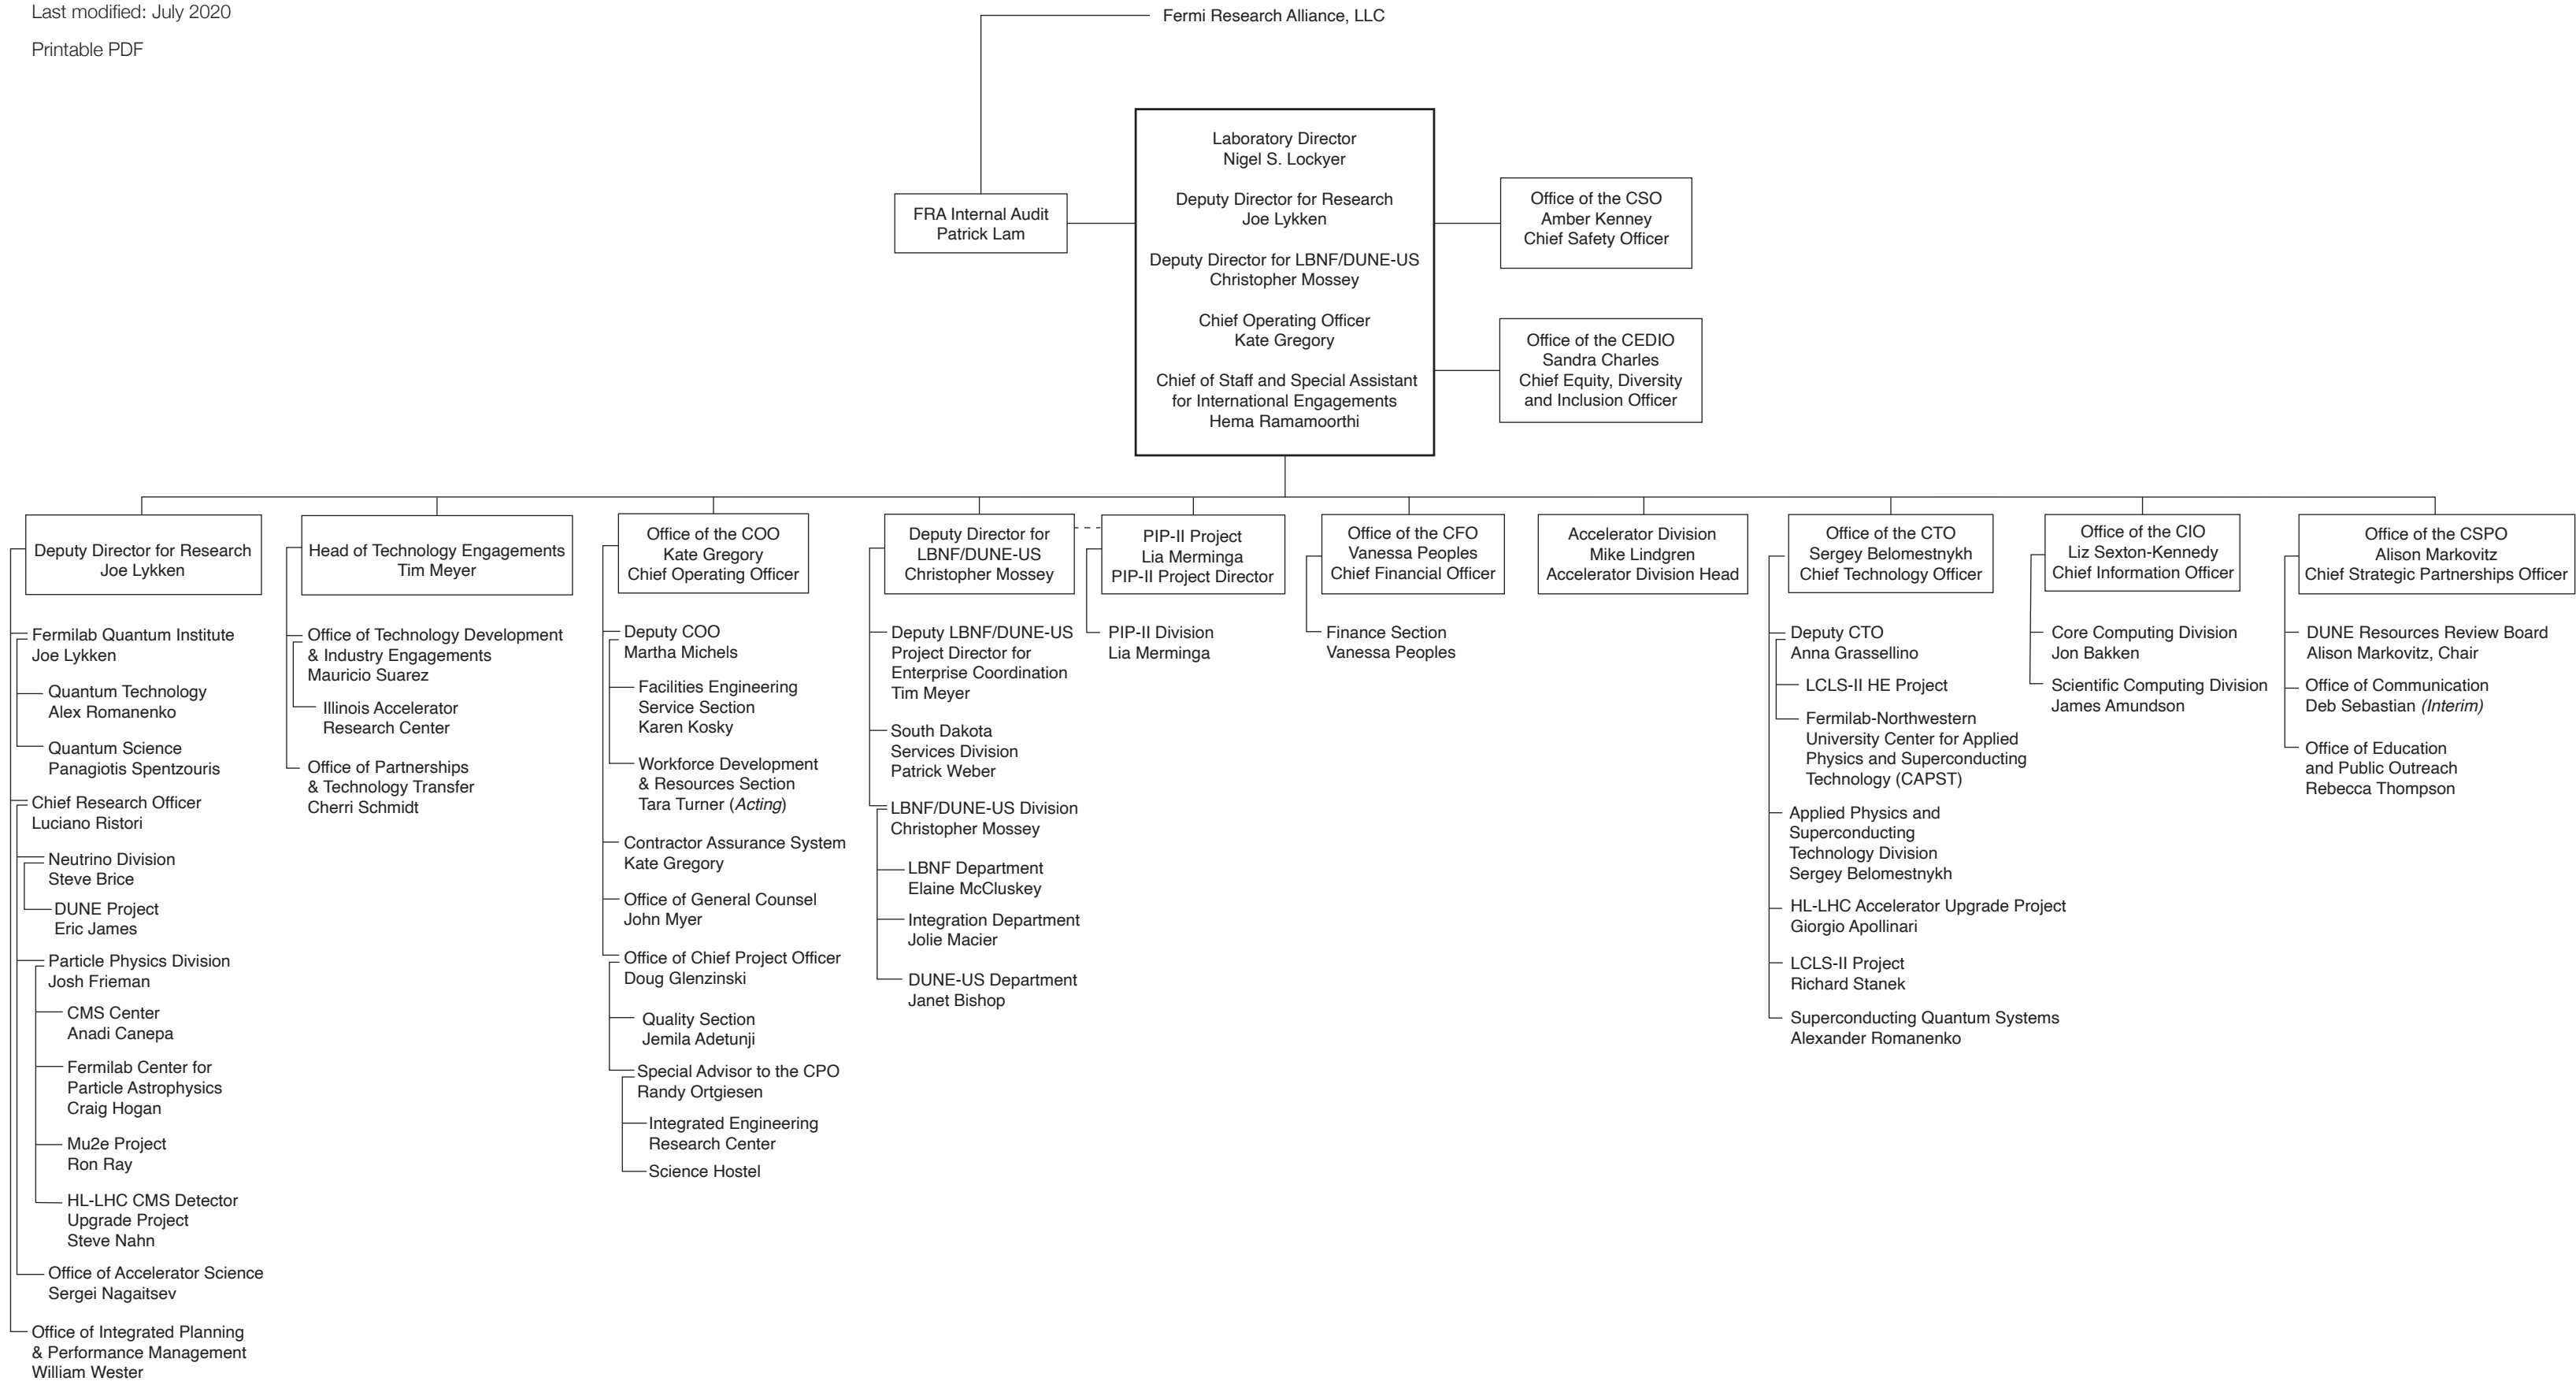 Last modified: July 2020
Printable PDF
Fermi Research Alliance, LLC
Laboratory Director
Nigel S. Lockyer
Deputy Director for Research
Joe Lykken
Deputy Director for LBNF/DUNE-US
Christopher Mossey
Chief Operating Officer
Kate Gregory
Chief of Staff and Special Assistant
for International Engagements
Hema Ramamoorthi
FRA Internal Audit
Patrick Lam
Office of the CSO
Amber Kenney
Chief Safety Officer
Office of the CEDIO
Sandra Charles
Chief Equity, Diversity
and Inclusion Officer
Deputy Director for Research
Joe Lykken
Fermilab Quantum Institute
Joe Lykken
Quantum Technology
Alex Romanenko
Quantum Science
Panagiotis Spentzouris
Chief Research Officer
Luciano Ristori
Neutrino Division
Steve Brice
DUNE Project
Eric James
Particle Physics Division
Josh Frieman
CMS Center
Anadi Canepa
Fermilab Center for
Particle Astrophysics
Craig Hogan
Mu2e Project
Ron Ray
HL-LHC CMS Detector
Upgrade Project
Steve Nahn
Office of Accelerator Science
Sergei Nagaitsev
Office of Integrated Planning
& Performance Management
William Wester
Head of Technology Engagements
Tim Meyer
Office of Technology Development
& Industry Engagements
Mauricio Suarez
Illinois Accelerator
Research Center
Office of Partnerships
& Technology Transfer
Cherri Schmidt
Office of the COO
Kate Gregory
Chief Operating Officer
Deputy COO
Martha Michels
Facilities Engineering
Service Section
Karen Kosky
Workforce Development
& Resources Section
Tara Turner (Acting)
Contractor Assurance System
Kate Gregory
Office of General Counsel
John Myer
Office of Chief Project Officer
Doug Glenzinski
Quality Section
Jemila Adetunji
Special Advisor to the CPO
Randy Ortgiesen
Integrated Engineering
Research Center
Science Hostel
Deputy Director for
LBNF/DUNE-US
Christopher Mossey
Deputy LBNF/DUNE-US
Project Director for
Enterprise Coordination
Tim Meyer
South Dakota
Services Division
Patrick Weber
LBNF/DUNE-US Division
Christopher Mossey
LBNF Department
Elaine McCluskey
Integration Department
Jolie Macier
DUNE-US Department
Janet Bishop
PIP-II Project
Lia Merminga
PIP-II Project Director
PIP-II Division
Lia Merminga
Office of the CFO
Vanessa Peoples
Chief Financial Officer
Finance Section
Vanessa Peoples
Accelerator Division
Mike Lindgren
Accelerator Division Head
Office of the CTO
Sergey Belomestnykh
Chief Technology Officer
Deputy CTO
Anna Grassellino
LCLS-II HE Project
Fermilab-Northwestern
University Center for Applied
Physics and Superconducting
Technology (CAPST)
Applied Physics and
Superconducting
Technology Division
Sergey Belomestnykh
HL-LHC Accelerator Upgrade Project
Giorgio Apollinari
LCLS-II Project
Richard Stanek
Superconducting Quantum Systems
Alexander Romanenko
Office of the CIO
Liz Sexton-Kennedy
Chief Information Officer
Core Computing Division
Jon Bakken
Scientific Computing Division
James Amundson
Office of the CSPO
Alison Markovitz
Chief Strategic Partnerships Officer
DUNE Resources Review Board
Alison Markovitz, Chair
Office of Communication
Deb Sebastian (Interim)
Office of Education
and Public Outreach
Rebecca Thompson